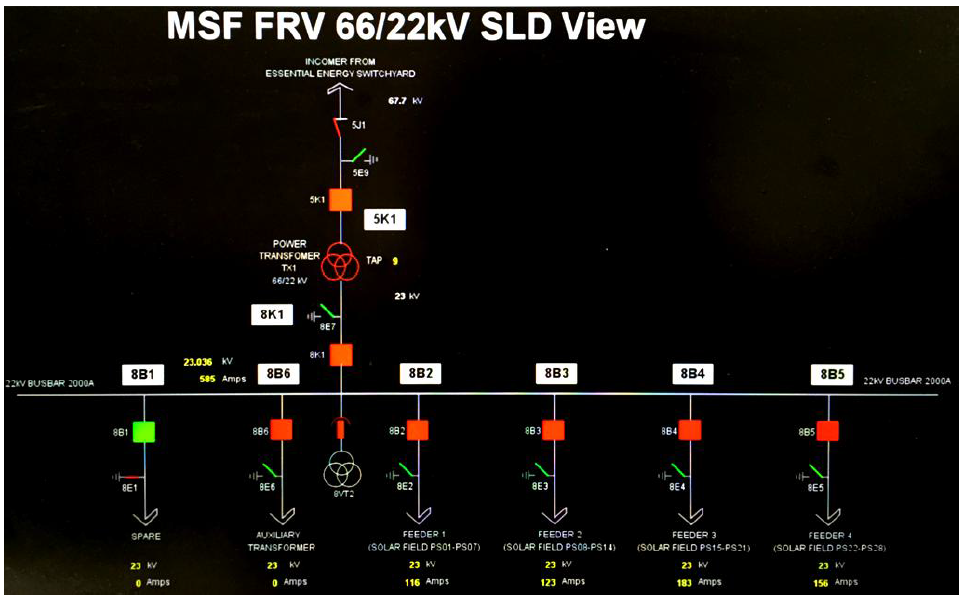 MSF FRV 66/22kV SLD View
INCOMER FROM
ESSENTIAL ENERGY SWITCHYARD
67.7 kV
5J1
5E9
5K1
5K1
POWER
TRANSFOMER
TX1
66/22 kV
TAP 9
23 kV
8K1
8E7
8K1
23.036 kV
585 Amps
22kV BUSBAR 2000A
22kV BUSBAR 2000A
8B1
8B6
8B2
8B3
8B4
8B5
8B1
8B6
8B2
8B3
8B4
8B5
8E1
8E6
8VT2
8E2
8E3
8E4
8E5
SPARE
23 kV
0 Amps
AUXILIARY
TRANSFORMER
23 kV
0 Amps
FEEDER 1
(SOLAR FIELD PS01-PS07)
23 kV
116 Amps
FEEDER 2
(SOLAR FIELD PS08-PS14)
23 kV
123 Amps
FEEDER 3
(SOLAR FIELD PS15-PS21)
23 kV
183 Amps
FEEDER 4
(SOLAR FIELD PS22-PS28)
23 kV
156 Amps